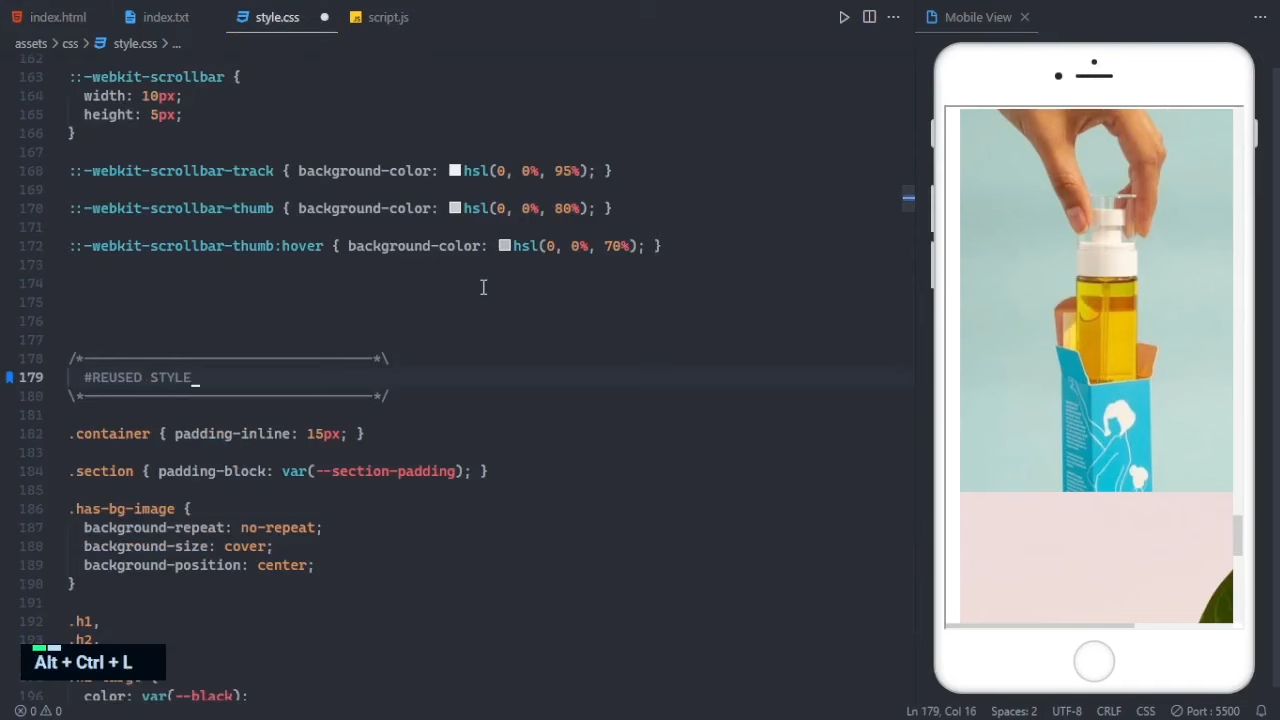 index.html
index.txt
style.css
script.js
Mobile View
assets > css > style.css > ...
162
163 ::-webkit-scrollbar {
164 width: 10px;
165 height: 5px;
166 }
167
168 ::-webkit-scrollbar-track { background-color: hsl(0, 0%, 95%); }
169
170 ::-webkit-scrollbar-thumb { background-color: hsl(0, 0%, 80%); }
171
172 ::-webkit-scrollbar-thumb:hover { background-color: hsl(0, 0%, 70%); }
173
174
175
176
177
178 /*-----------------------------------*\
179 #REUSED STYLE
180 \*-----------------------------------*/
181
182 .container { padding-inline: 15px; }
183
184 .section { padding-block: var(--section-padding); }
185
186 .has-bg-image {
187 background-repeat: no-repeat;
188 background-size: cover;
189 background-position: center;
190 }
191
192 .h1,
193 .h2,
Alt + Ctrl + L
196 color: var(--black);
0 0
Ln 179, Col 16
Spaces: 2
UTF-8
CRLF
CSS
Port : 5500